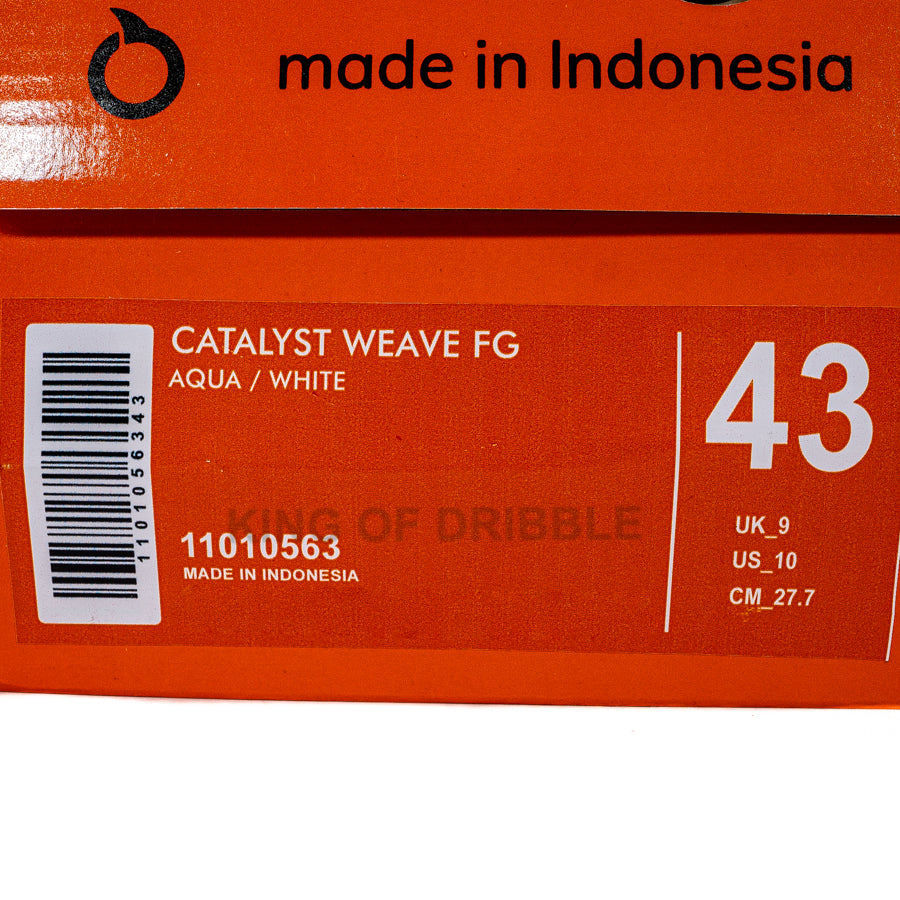 made in Indonesia
CATALYST WEAVE FG
AQUA / WHITE
1101056343
KING OF DRIBBLE
11010563
MADE IN INDONESIA
43
UK_9
US_10
CM_27.7